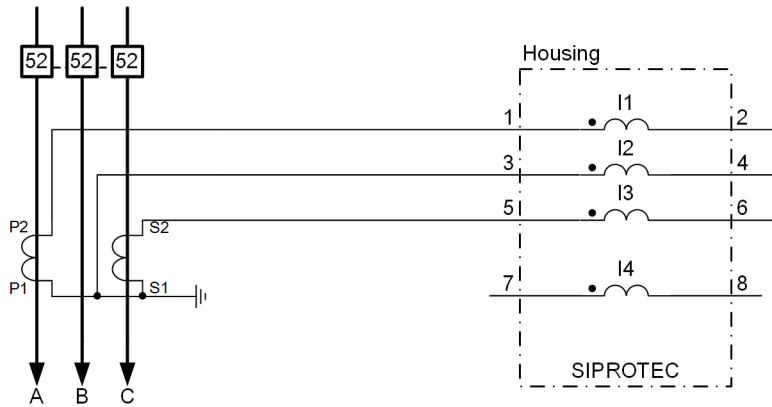 Housing
52 52 52
1 I1 2
3 I2 4
5 I3 6
P2 S2
P1 S1
7 I4 8
SIPROTEC
A B C